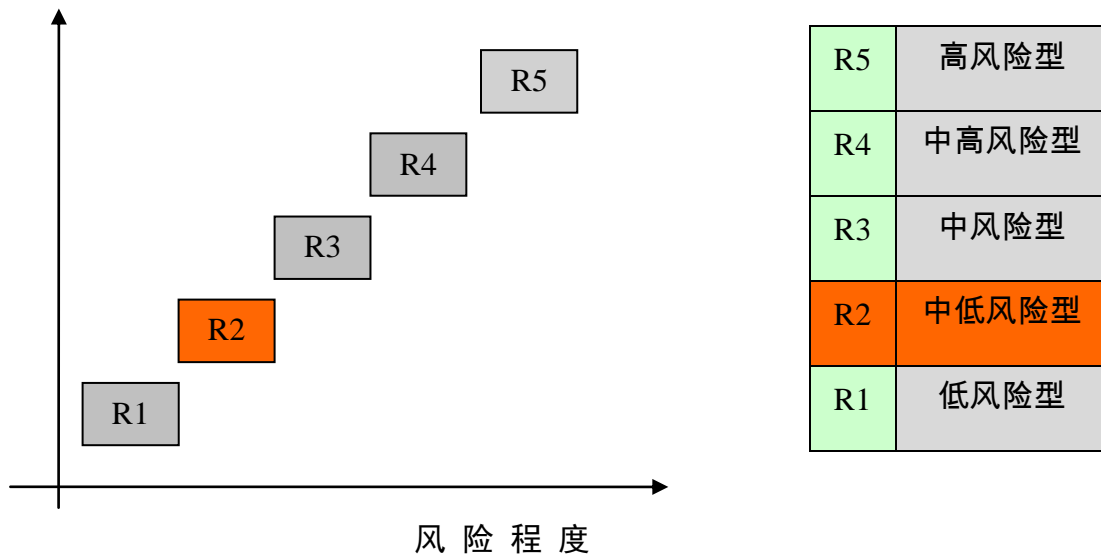 R5
R4
R3
R2
R1
风 险 程 度
R5 高风险型
R4 中高风险型
R3 中风险型
R2 中低风险型
R1 低风险型